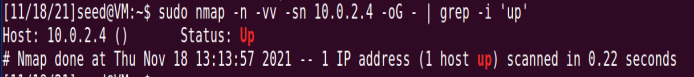 [11/18/21]seed@VM:~$ sudo nmap -n -vv -sn 10.0.2.4 -oG - | grep -i 'up'
Host: 10.0.2.4 ()	Status: Up
# Nmap done at Thu Nov 18 13:13:57 2021 -- 1 IP address (1 host up) scanned in 0.22 seconds